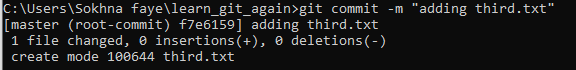 C:\Users\Sokhna faye\learn_git_again>git commit -m "adding third.txt"
[master (root-commit) f7e6159] adding third.txt
 1 file changed, 0 insertions(+), 0 deletions(-)
 create mode 100644 third.txt